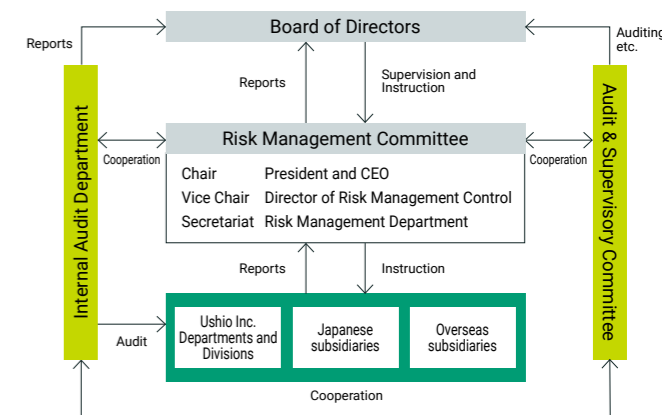 Board of Directors
Reports
Auditing
etc.
Reports
Supervision and
Instruction
Internal Audit Department
Audit & Supervisory Committee
Risk Management Committee
Cooperation
Cooperation
Chair President and CEO
Vice Chair Director of Risk Management Control
Secretariat Risk Management Department
Reports
Instruction
Audit
Ushio Inc.
Departments and
Divisions
Japanese
subsidiaries
Overseas
subsidiaries
Cooperation